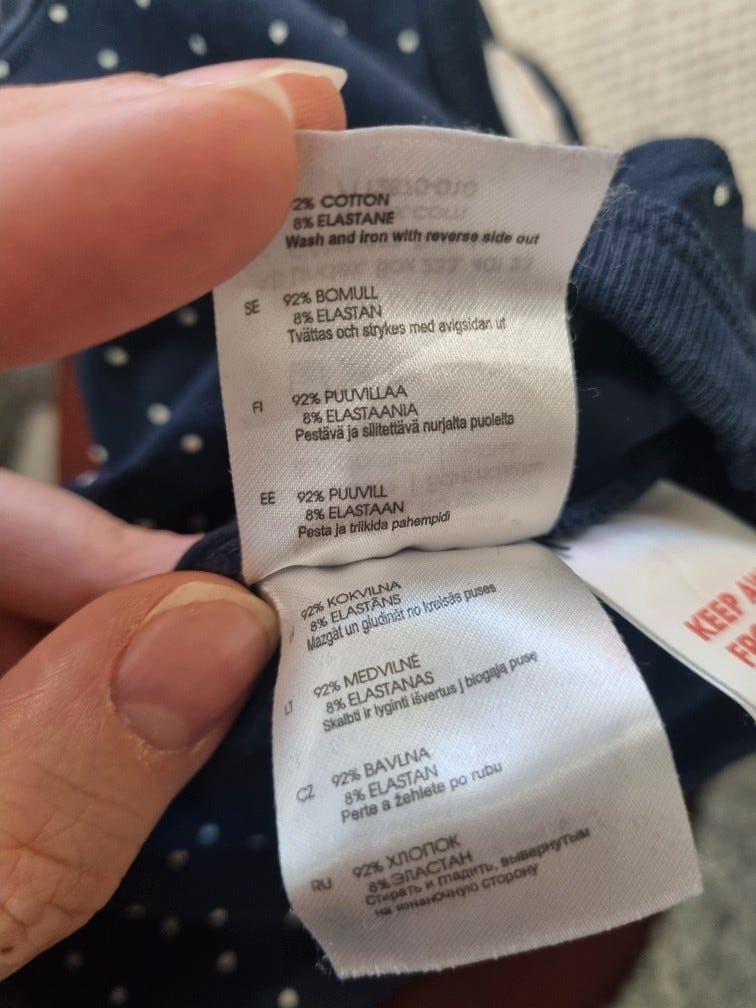 2% COTTON
8% ELASTANE
Wash and iron with reverse side out
SE 92% BOMULL
8% ELASTAN
Tvättas och strykes med avigsidan ut
FI 92% PUUVILLAA
8% ELASTAANIA
Pestävä ja silitettävä nurjalta puolelta
EE 92% PUUVILL
8% ELASTAAN
Pesta ja triikida pahempidi
92% KOKVILNA
8% ELASTĀNS
Mazgāt un gludināt no kreisās puses
LT 92% MEDVILNĖ
8% ELASTANAS
Skalbti ir lyginti išvertus į blogąją pusę
CZ 92% BAVLNA
8% ELASTAN
Perte a žehlete po rubu
RU 92% ХЛОПОК
8% ЭЛАСТАН
Стирать и гладить, вывернутым
на изнаночную сторону
KEEP